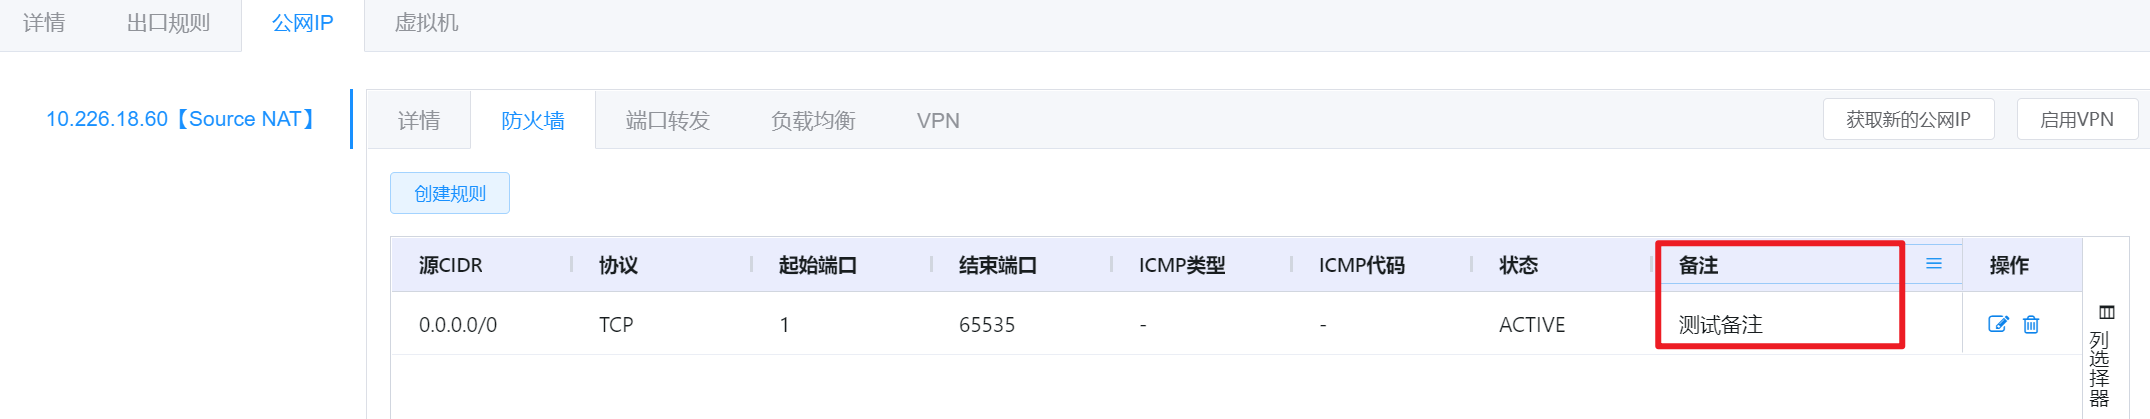 详情 出口规则 公网IP 虚拟机
10.226.18.60【Source NAT】
详情 防火墙 端口转发 负载均衡 VPN 获取新的公网IP 启用VPN
创建规则
源CIDR 协议 起始端口 结束端口 ICMP类型 ICMP代码 状态 备注 操作
0.0.0.0/0 TCP 1 65535 - - ACTIVE 测试备注
列选择器